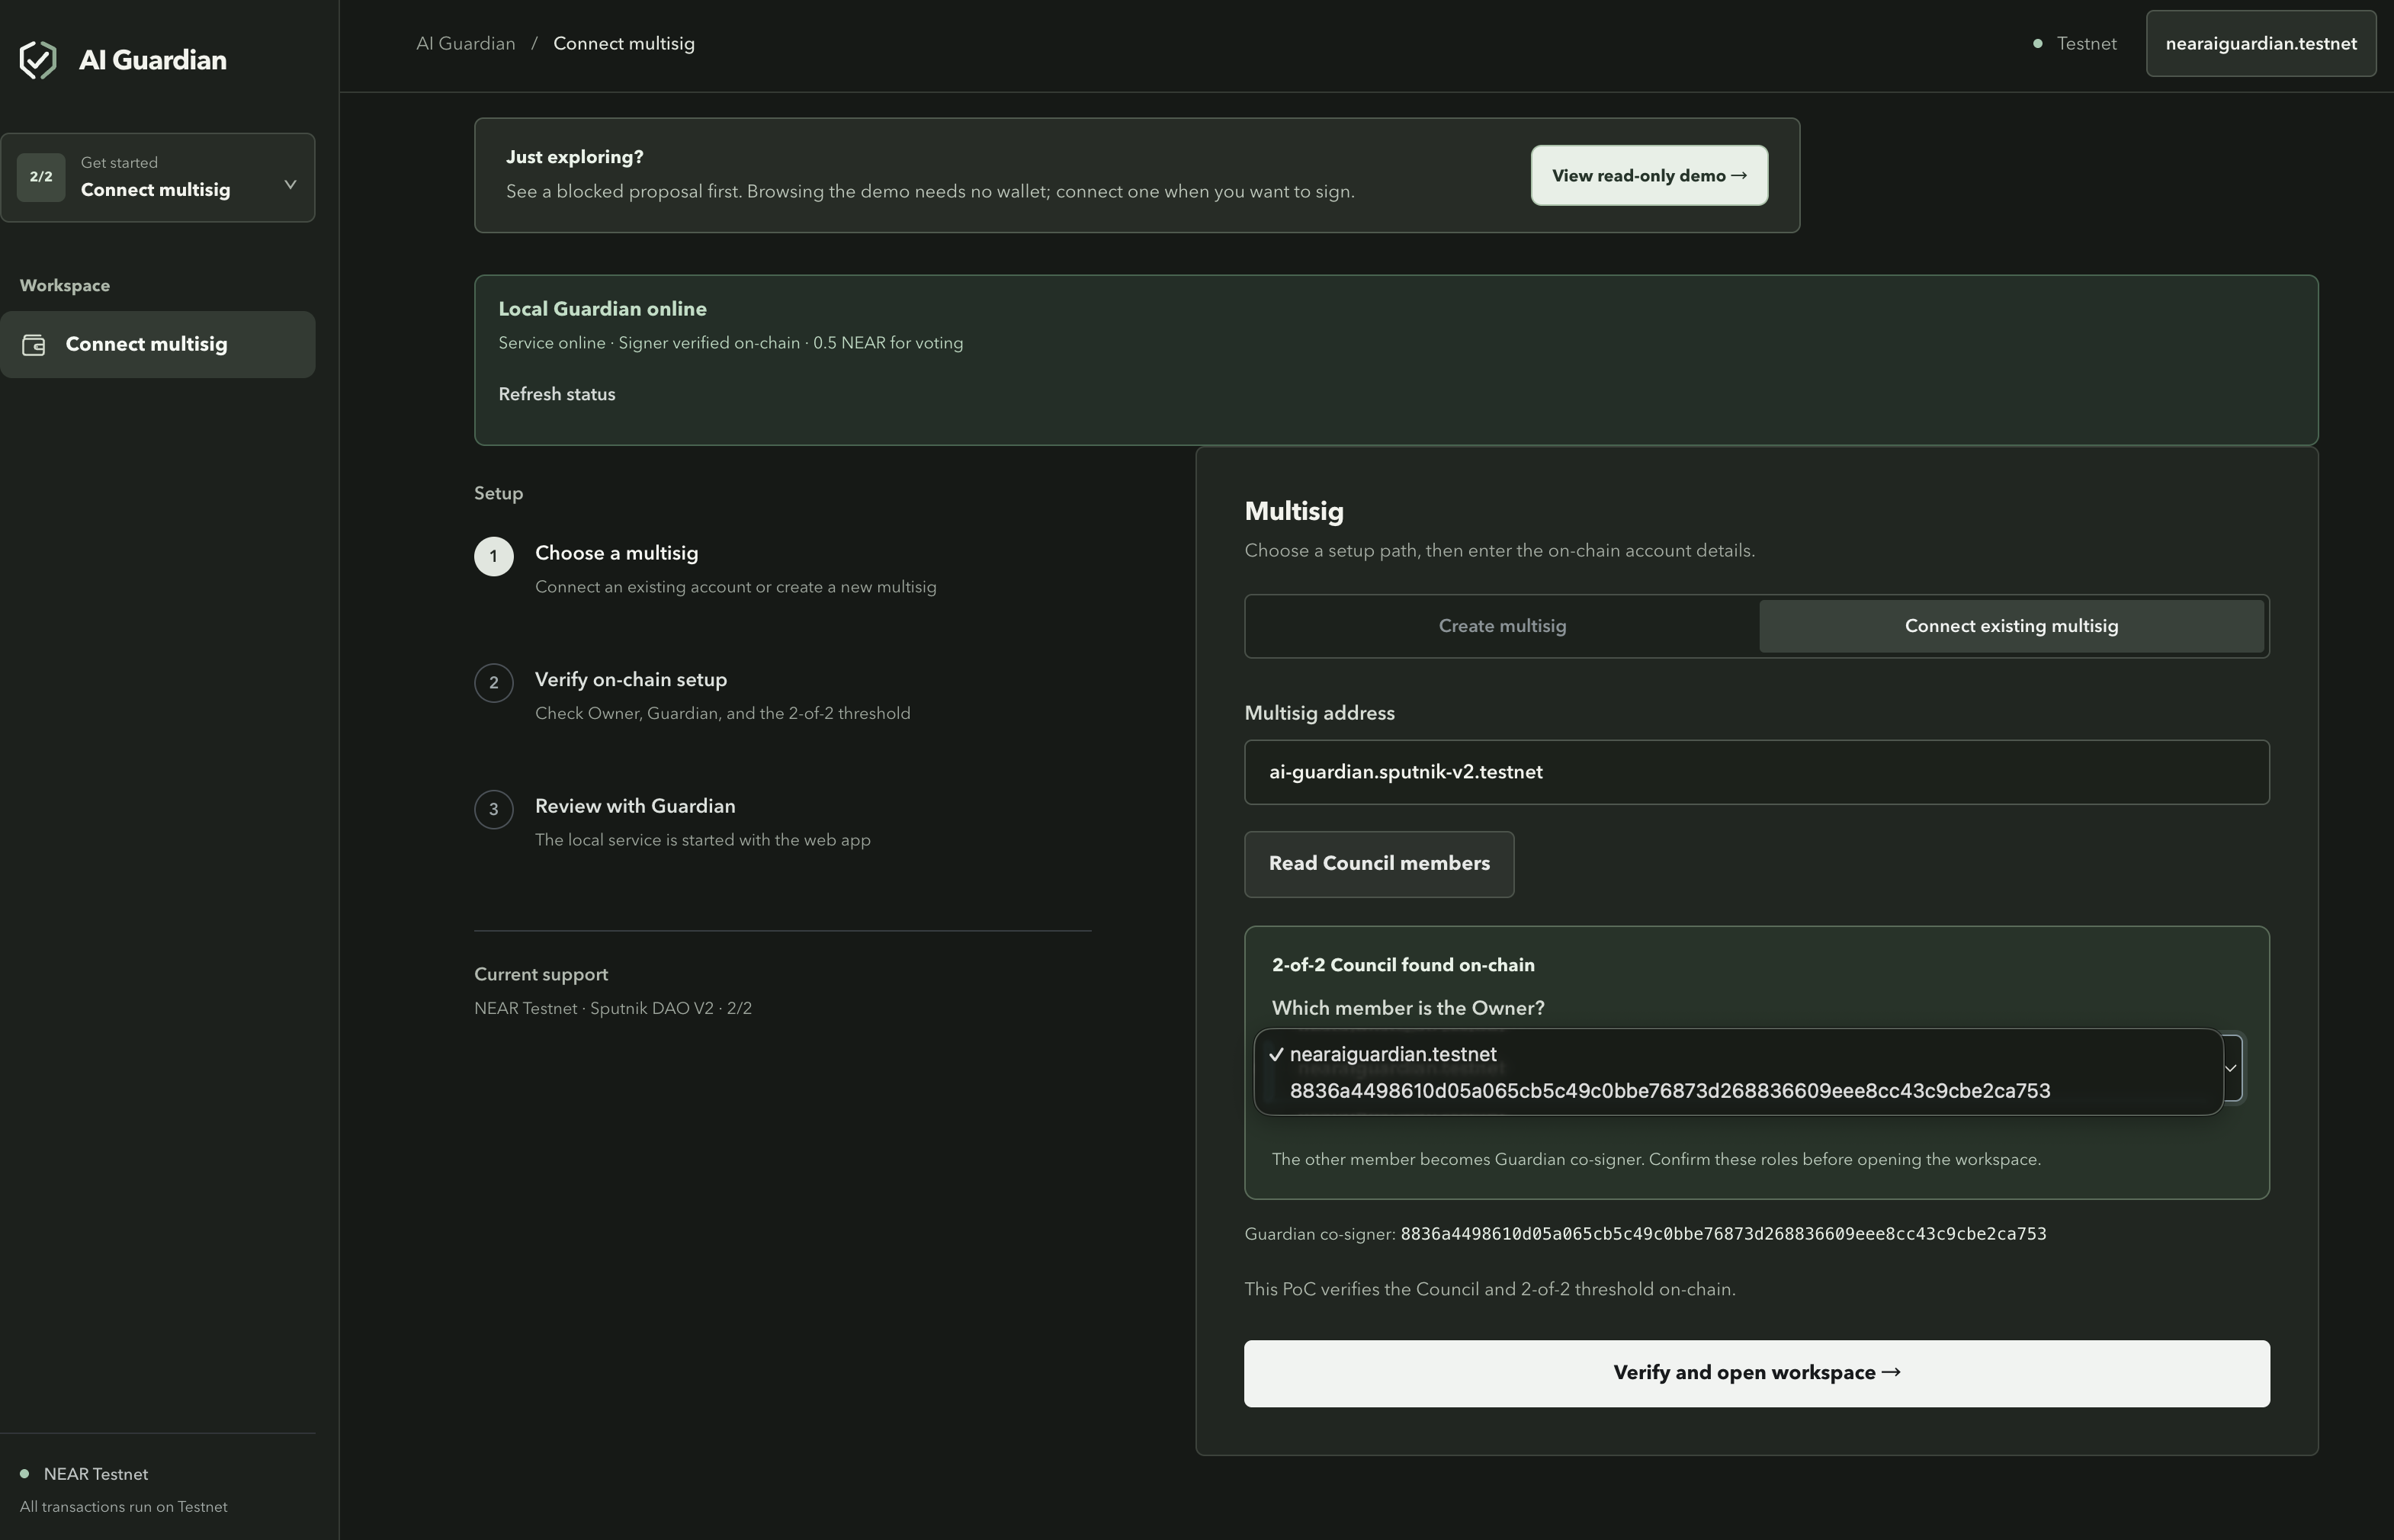 AI Guardian
AI Guardian / Connect multisig
Testnet
nearaiguardian.testnet
2/2
Get started
Connect multisig
Workspace
Connect multisig
Just exploring?
See a blocked proposal first. Browsing the demo needs no wallet; connect one when you want to sign.
View read-only demo →
Local Guardian online
Service online · Signer verified on-chain · 0.5 NEAR for voting
Refresh status
Setup
1
Choose a multisig
Connect an existing account or create a new multisig
2
Verify on-chain setup
Check Owner, Guardian, and the 2-of-2 threshold
3
Review with Guardian
The local service is started with the web app
Current support
NEAR Testnet · Sputnik DAO V2 · 2/2
Multisig
Choose a setup path, then enter the on-chain account details.
Create multisig
Connect existing multisig
Multisig address
ai-guardian.sputnik-v2.testnet
Read Council members
2-of-2 Council found on-chain
Which member is the Owner?
✓ nearaiguardian.testnet
8836a4498610d05a065cb5c49c0bbe76873d268836609eee8cc43c9cbe2ca753
The other member becomes Guardian co-signer. Confirm these roles before opening the workspace.
Guardian co-signer: 8836a4498610d05a065cb5c49c0bbe76873d268836609eee8cc43c9cbe2ca753
This PoC verifies the Council and 2-of-2 threshold on-chain.
Verify and open workspace →
NEAR Testnet
All transactions run on Testnet